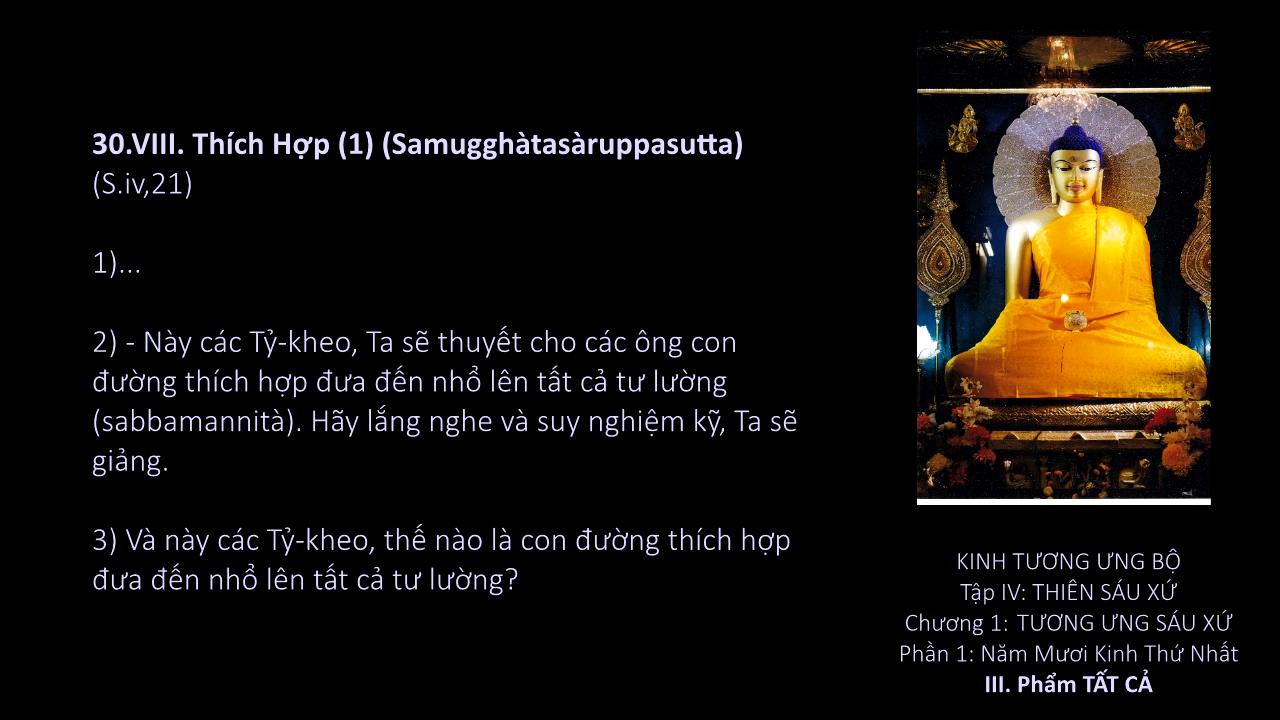 30.VIII. Thích Hợp (1) (Samugghàtasàruppasutta)
(S.iv,21)
1)...
2) - Này các Tỷ-kheo, Ta sẽ thuyết cho các ông con
đường thích hợp đưa đến nhổ lên tất cả tư lường
(sabbamannità). Hãy lắng nghe và suy nghiệm kỹ, Ta sẽ
giảng.
3) Và này các Tỷ-kheo, thế nào là con đường thích hợp
đưa đến nhổ lên tất cả tư lường?
KINH TƯƠNG ƯNG BỘ
Tập IV: THIÊN SÁU XỨ
Chương 1: TƯƠNG ƯNG SÁU XỨ
Phần 1: Năm Mươi Kinh Thứ Nhất
III. Phẩm TẤT CẢ